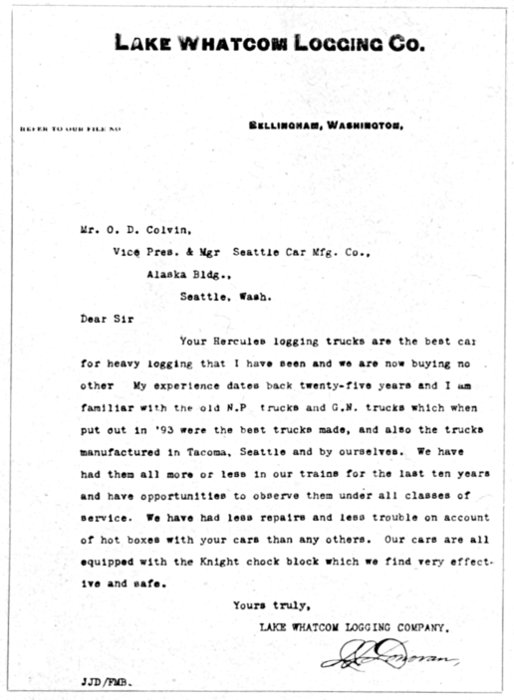 LAKE WHATCOM LOGGING CO.
REFER TO OUR FILE NO
BELLINGHAM, WASHINGTON,
Mr. O. D. Colvin,
Vice Pres. & Mgr Seattle Car Mfg. Co.,
Alaska Bldg.,
Seattle, Wash.
Dear Sir
Your Hercules logging trucks are the best car
for heavy logging that I have seen and we are now buying no
other My experience dates back twenty-five years and I am
familiar with the old N.P. trucks and G.N. trucks which when
put out in '93 were the best trucks made, and also the trucks
manufactured in Tacoma, Seattle and by ourselves. We have
had them all more or less in our trains for the last ten years
and have opportunities to observe them under all classes of
service. We have had less repairs and less trouble on account
of hot boxes with your cars than any others. Our cars are all
equipped with the Knight chock block which we find very effect-
ive and safe.
Yours truly,
LAKE WHATCOM LOGGING COMPANY.
JJ Donovan,
JJD/FMB.